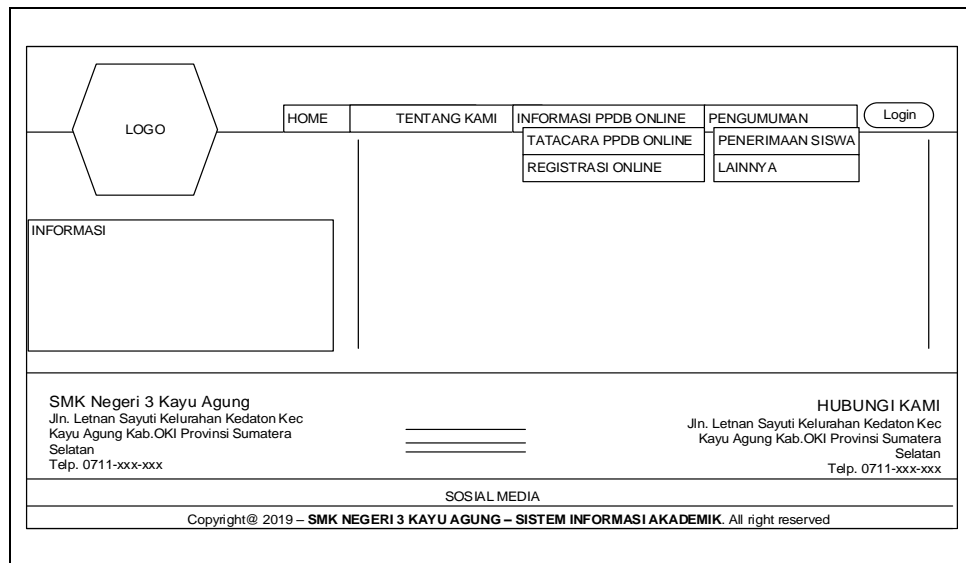 LOGO
HOME
TENTANG KAMI
INFORMASI PPDB ONLINE
PENGUMUMAN
Login
TATACARA PPDB ONLINE
REGISTRASI ONLINE
PENERIMAAN SISWA
LAINNYA
INFORMASI
SMK Negeri 3 Kayu Agung
Jln. Letnan Sayuti Kelurahan Kedaton Kec
Kayu Agung Kab.OKI Provinsi Sumatera
Selatan
Telp. 0711-xxx-xxx
HUBUNGI KAMI
Jln. Letnan Sayuti Kelurahan Kedaton Kec
Kayu Agung Kab.OKI Provinsi Sumatera
Selatan
Telp. 0711-xxx-xxx
SOSIAL MEDIA
Copyright@ 2019 – SMK NEGERI 3 KAYU AGUNG – SISTEM INFORMASI AKADEMIK. All right reserved